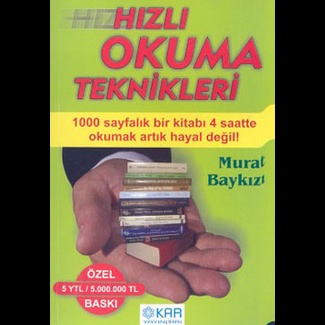 HIZLI
OKUMA
TEKNİKLERİ
1000 sayfalık bir kitabı 4 saatte
okumak artık hayal değil!
Murat
Baykızı
ÖZEL
5 YTL / 5.000.000 TL
BASKI
KAR
YAYINLARI